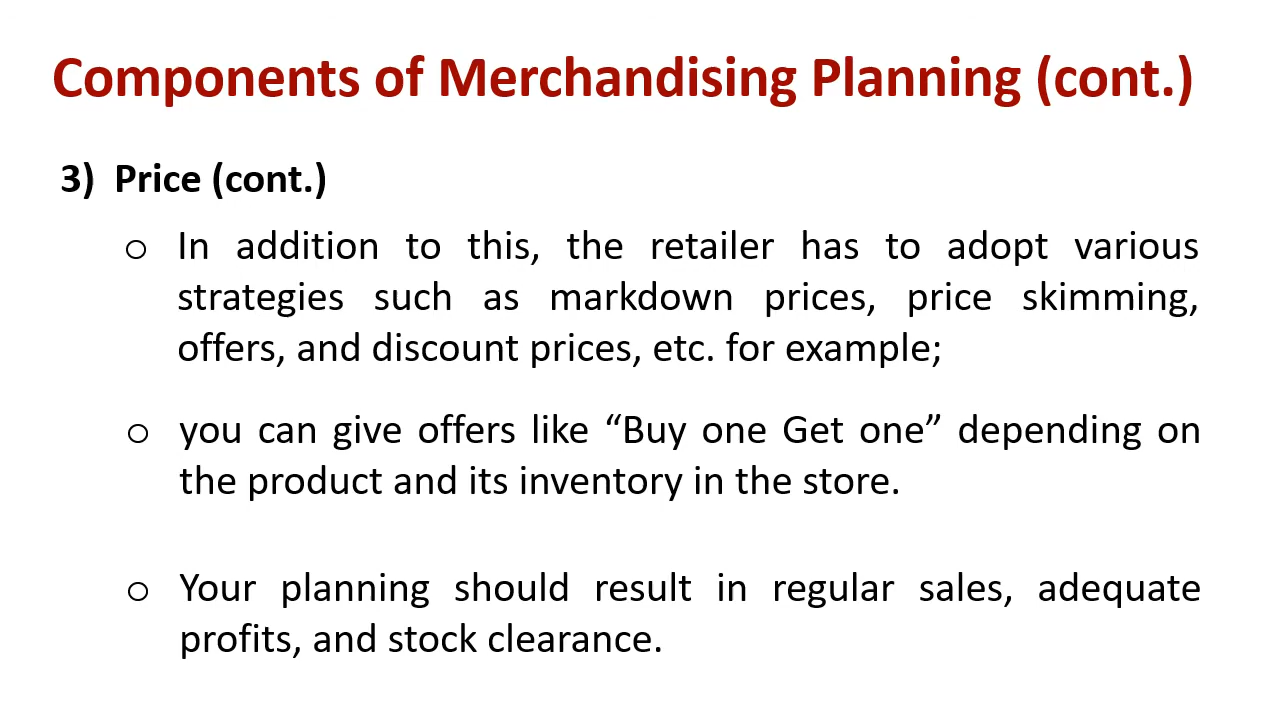 Components of Merchandising Planning (cont.)
3) Price (cont.)
o In addition to this, the retailer has to adopt various
strategies such as markdown prices, price skimming,
offers, and discount prices, etc. for example;
o you can give offers like “Buy one Get one” depending on
the product and its inventory in the store.
o Your planning should result in regular sales, adequate
profits, and stock clearance.